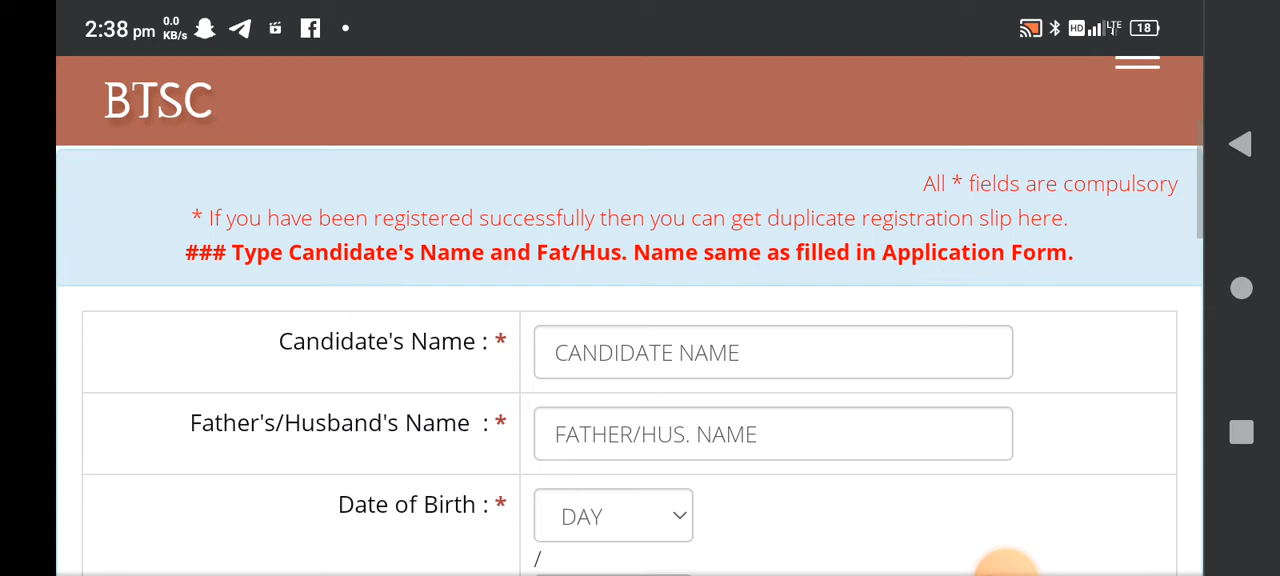 2:38 pm 0.0 KB/s HD LTE 18
BTSC
All * fields are compulsory
* If you have been registered successfully then you can get duplicate registration slip here.
### Type Candidate's Name and Fat/Hus. Name same as filled in Application Form.
Candidate's Name : * CANDIDATE NAME
Father's/Husband's Name : * FATHER/HUS. NAME
Date of Birth : * DAY
/